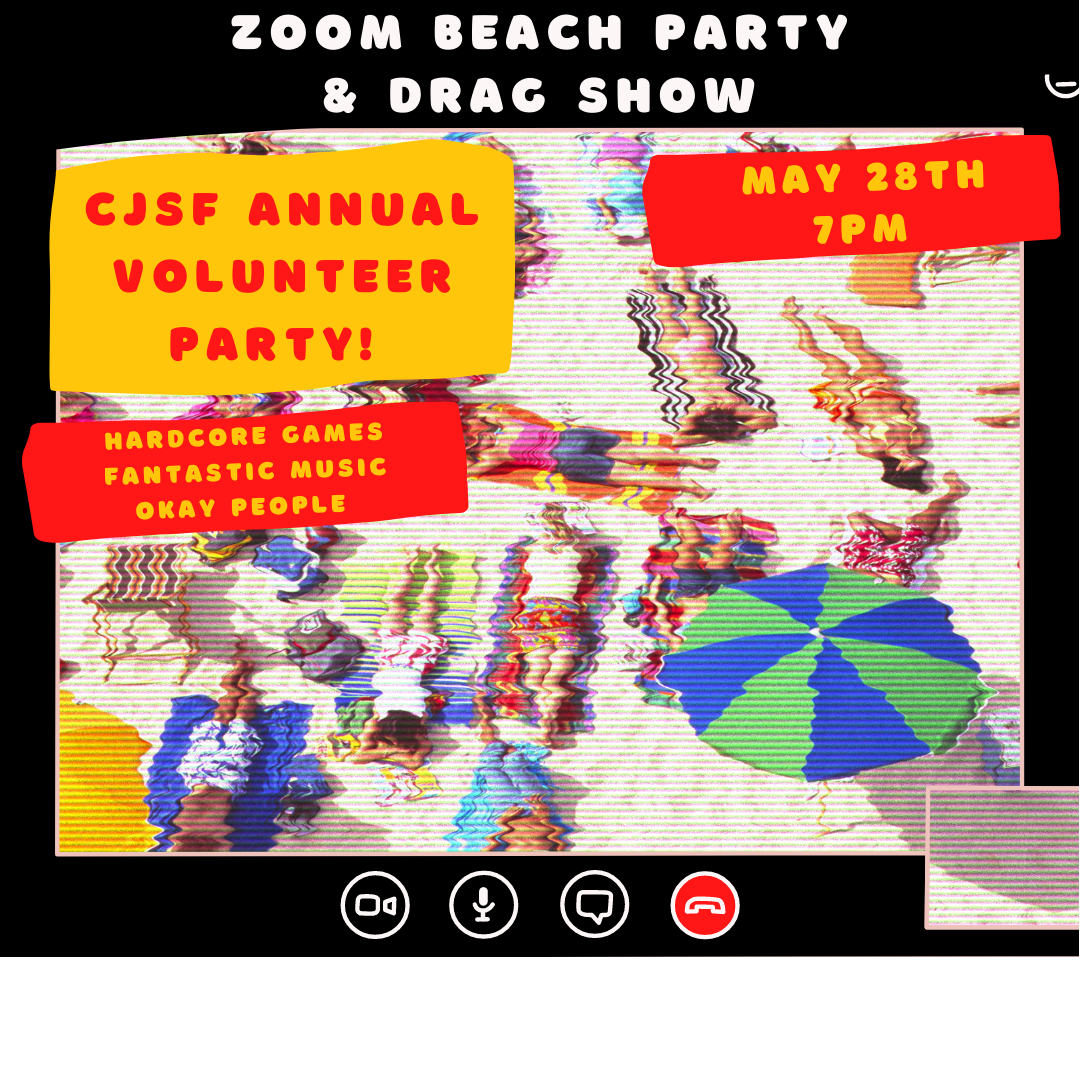 ZOOM BEACH PARTY
& DRAG SHOW
CJSF ANNUAL
VOLUNTEER
PARTY!
MAY 28TH
7PM
HARDCORE GAMES
FANTASTIC MUSIC
OKAY PEOPLE